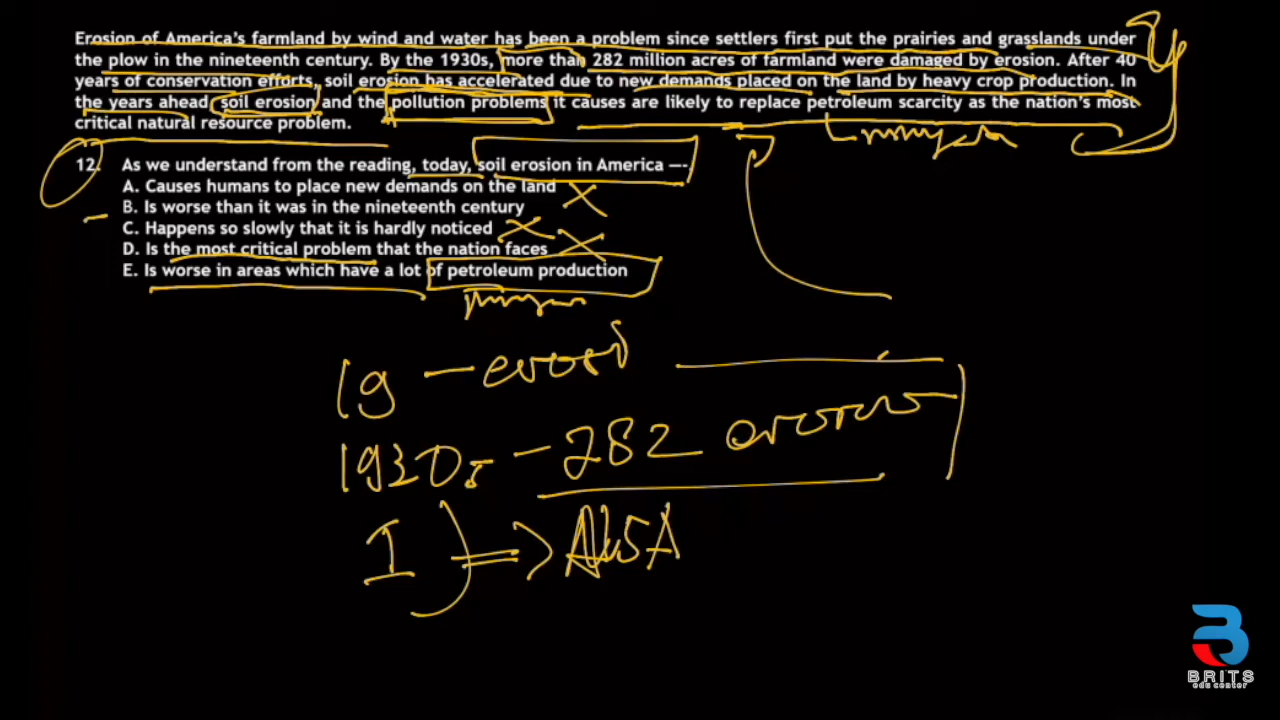 Erosion of America's farmland by wind and water has been a problem since settlers first put the prairies and grasslands under
the plow in the nineteenth century. By the 1930s, more than 282 million acres of farmland were damaged by erosion. After 40
years of conservation efforts, soil erosion has accelerated due to new demands placed on the land by heavy crop production. In
the years ahead, soil erosion and the pollution problems it causes are likely to replace petroleum scarcity as the nation's most
critical natural resource problem.
12. As we understand from the reading, today, soil erosion in America —-
A. Causes humans to place new demands on the land
B. Is worse than it was in the nineteenth century
C. Happens so slowly that it is hardly noticed
D. Is the most critical problem that the nation faces
E. Is worse in areas which have a lot of petroleum production
19 -
1930s - 282 erosion
I
BRITS
edu center